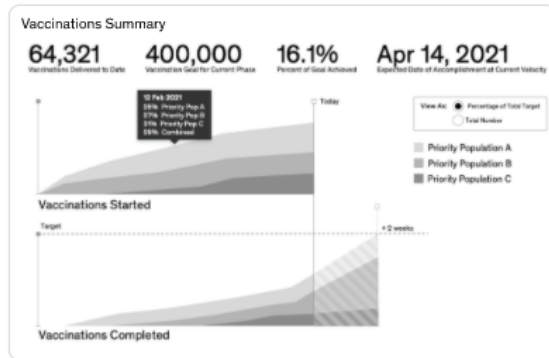 Vaccinations Summary
64,321
Vaccinations Delivered to Date
400,000
Vaccination Goal for Current Phase
16.1%
Percent of Goal Achieved
Apr 14, 2021
Expected Date of Accomplishment at Current Velocity
12 Feb 2021
Priority Pop A
Priority Pop B
Priority Pop C
Combined
Today
View As:
Percentage of Total Target
Total Number
Priority Population A
Priority Population B
Priority Population C
Vaccinations Started
Target
+ 2 weeks
Vaccinations Completed